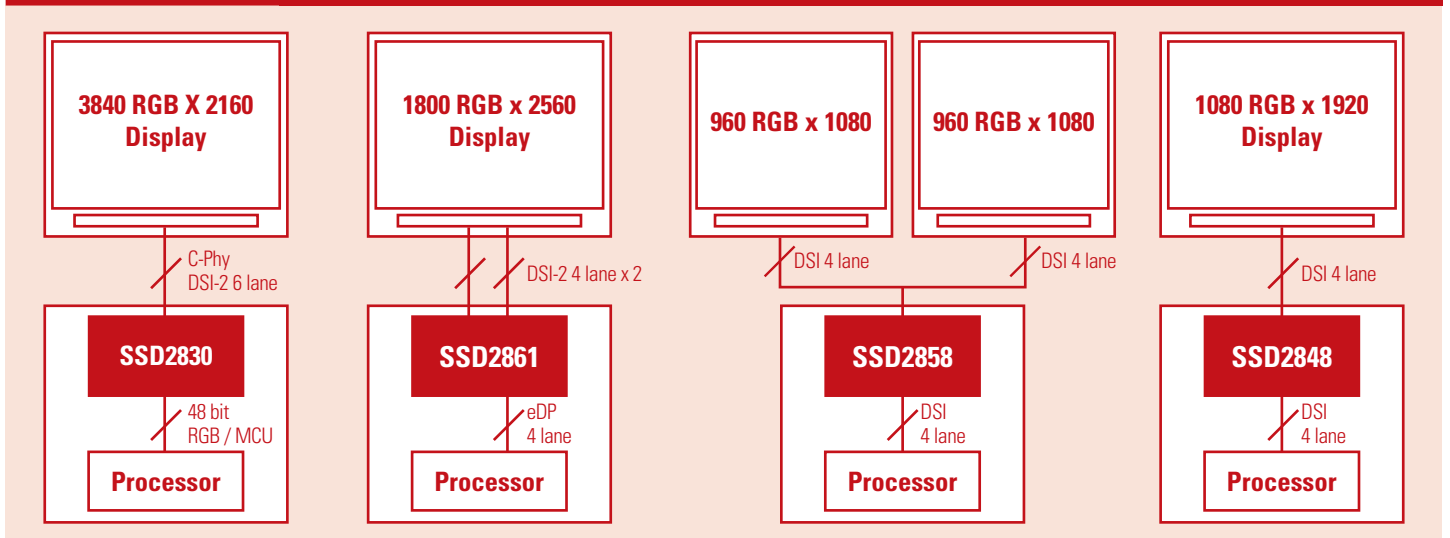 3840 RGB X 2160
Display
C-Phy
DSI-2 6 lane
SSD2830
48 bit
RGB / MCU
Processor
1800 RGB x 2560
Display
DSI-2 4 lane x 2
SSD2861
eDP
4 lane
Processor
960 RGB x 1080
960 RGB x 1080
DSI 4 lane
DSI 4 lane
SSD2858
DSI
4 lane
Processor
1080 RGB x 1920
Display
DSI 4 lane
SSD2848
DSI
4 lane
Processor